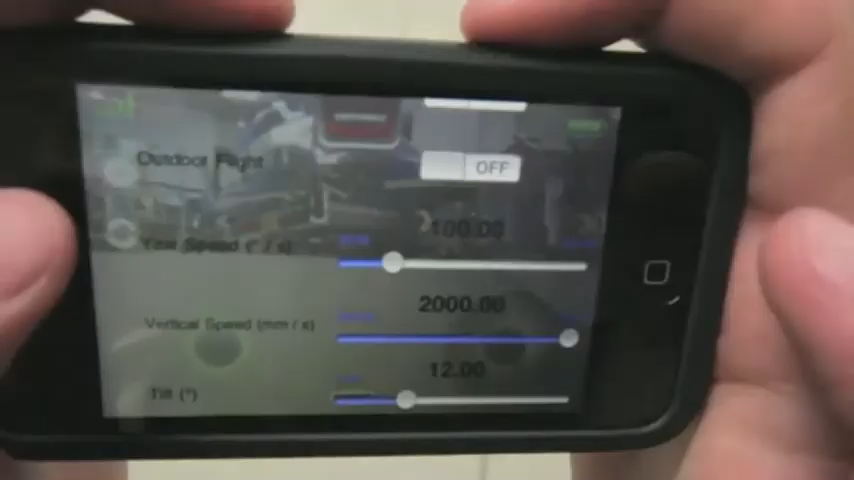 Outdoor Flight OFF
100.00
Yaw Speed (° / s)
2000.00
Vertical Speed (mm / s)
12.00
Tilt (°)